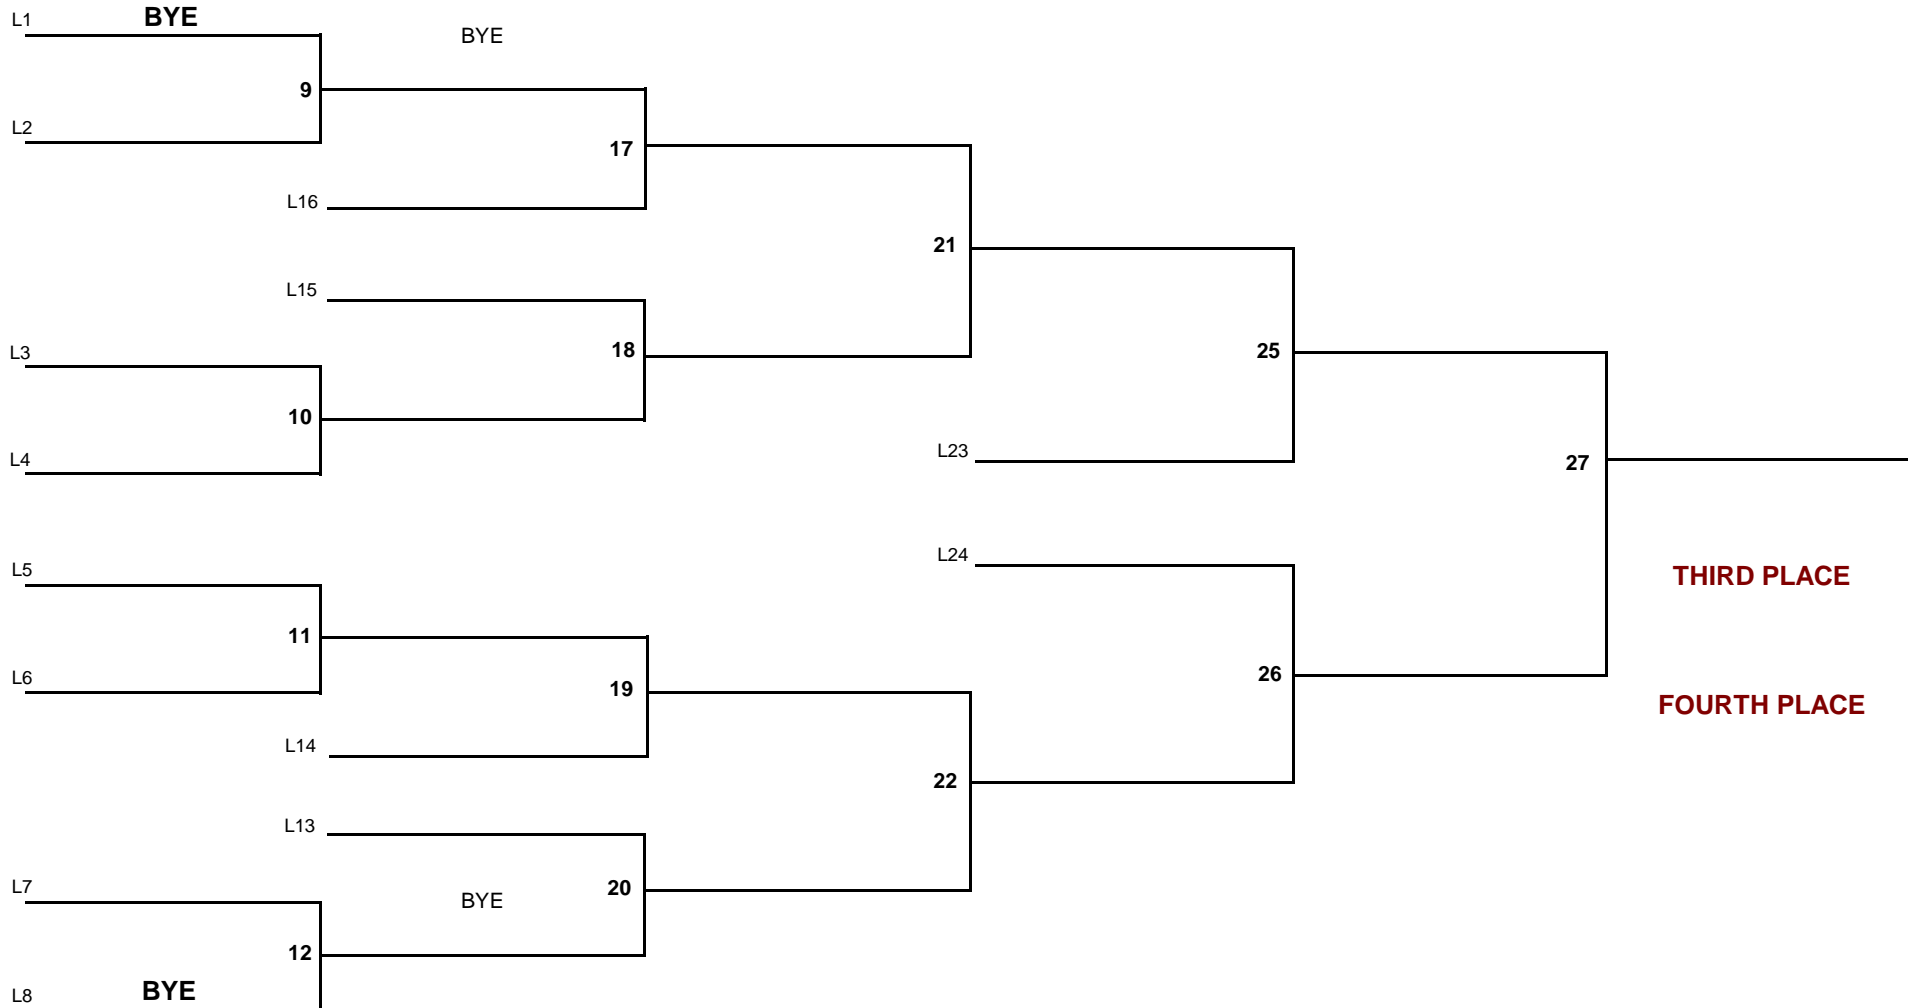 L1 BYE
BYE
9
L2
17
L16
21
L15
L3
18
25
10
L4
L23
27
L24
L5
THIRD PLACE
11
L6
26
19
FOURTH PLACE
L14
22
L13
L7
20
BYE
12
L8 BYE